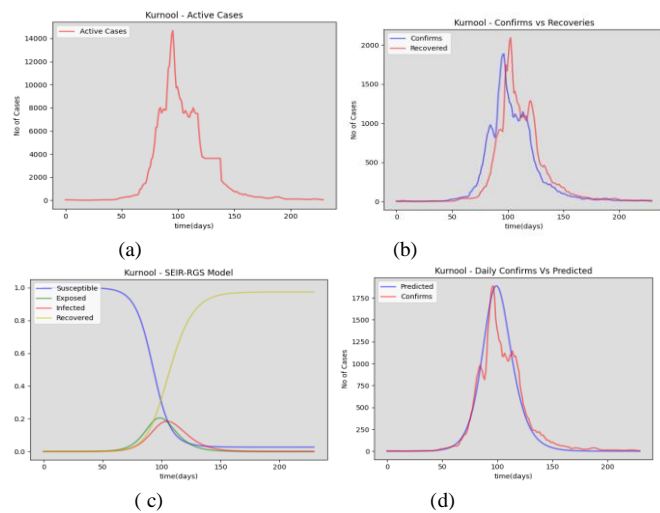 Kurnool - Active Cases
Active Cases
No of Cases
14000
12000
10000
8000
6000
4000
2000
0
0 50 100 150 200
time(days)
(a)
Kurnool - Confirms vs Recoveries
Confirms
Recovered
No of Cases
2000
1500
1000
500
0
0 50 100 150 200
time(days)
(b)
Kurnool - SEIR-RGS Model
Susceptible
Exposed
Infected
Recovered
1.0
0.8
0.6
0.4
0.2
0.0
0 50 100 150 200
time(days)
( c)
Kurnool - Daily Confirms Vs Predicted
Predicted
Confirms
No of Cases
1750
1500
1250
1000
750
500
250
0
0 50 100 150 200
time(days)
(d)